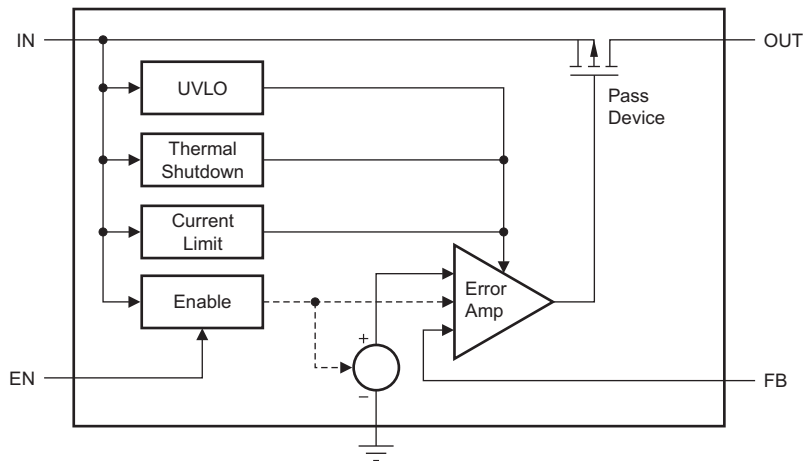 IN
OUT
UVLO
Pass
Device
Thermal
Shutdown
Current
Limit
Enable
Error
Amp
+
−
EN
FB